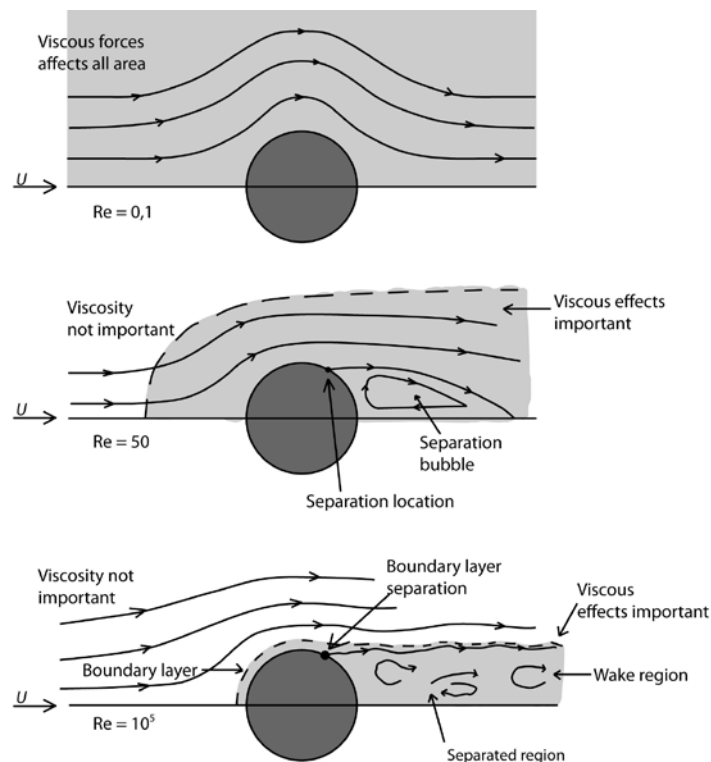 Viscous forces
affects all area
U
Re = 0,1
Viscosity
not important
Viscous effects
important
U
Re = 50
Separation
bubble
Separation location
Viscosity not
important
Boundary layer
separation
Viscous
effects important
Boundary layer
Wake region
U
Re = 10⁵
Separated region